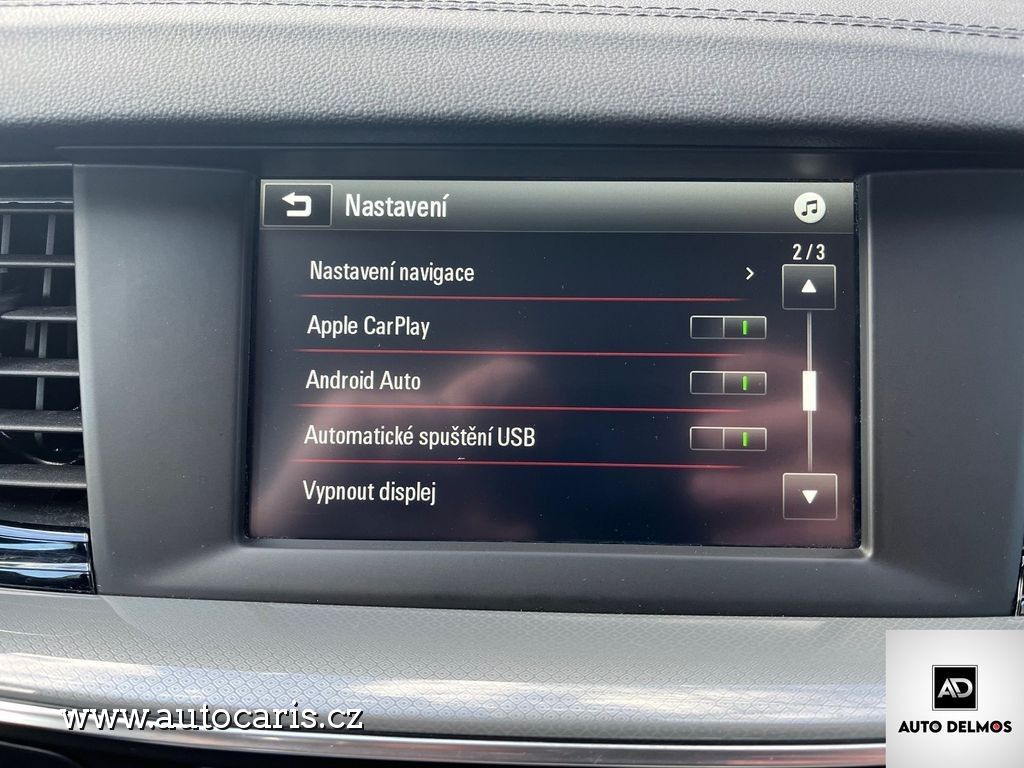 Nastavení
2/3
Nastavení navigace
Apple CarPlay
Android Auto
Automatické spuštění USB
Vypnout displej
www.autocaris.cz
AD
AUTO DELMOS